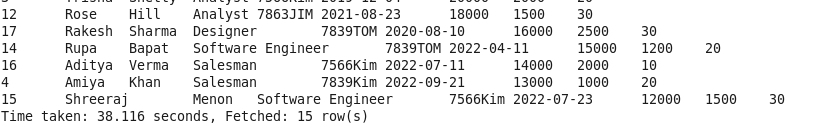 12 Rose Hill Analyst 7863JIM 2021-08-23 18000 1500 30
17 Rakesh Sharma Designer 7839TOM 2020-08-10 16000 2500 30
14 Rupa Bapat Software Engineer 7839TOM 2022-04-11 15000 1200 20
16 Aditya Verma Salesman 7566Kim 2022-07-11 14000 2000 10
4 Amiya Khan Salesman 7839Kim 2022-09-21 13000 1000 20
15 Shreeraj Menon Software Engineer 7566Kim 2022-07-23 12000 1500 30
Time taken: 38.116 seconds, Fetched: 15 row(s)